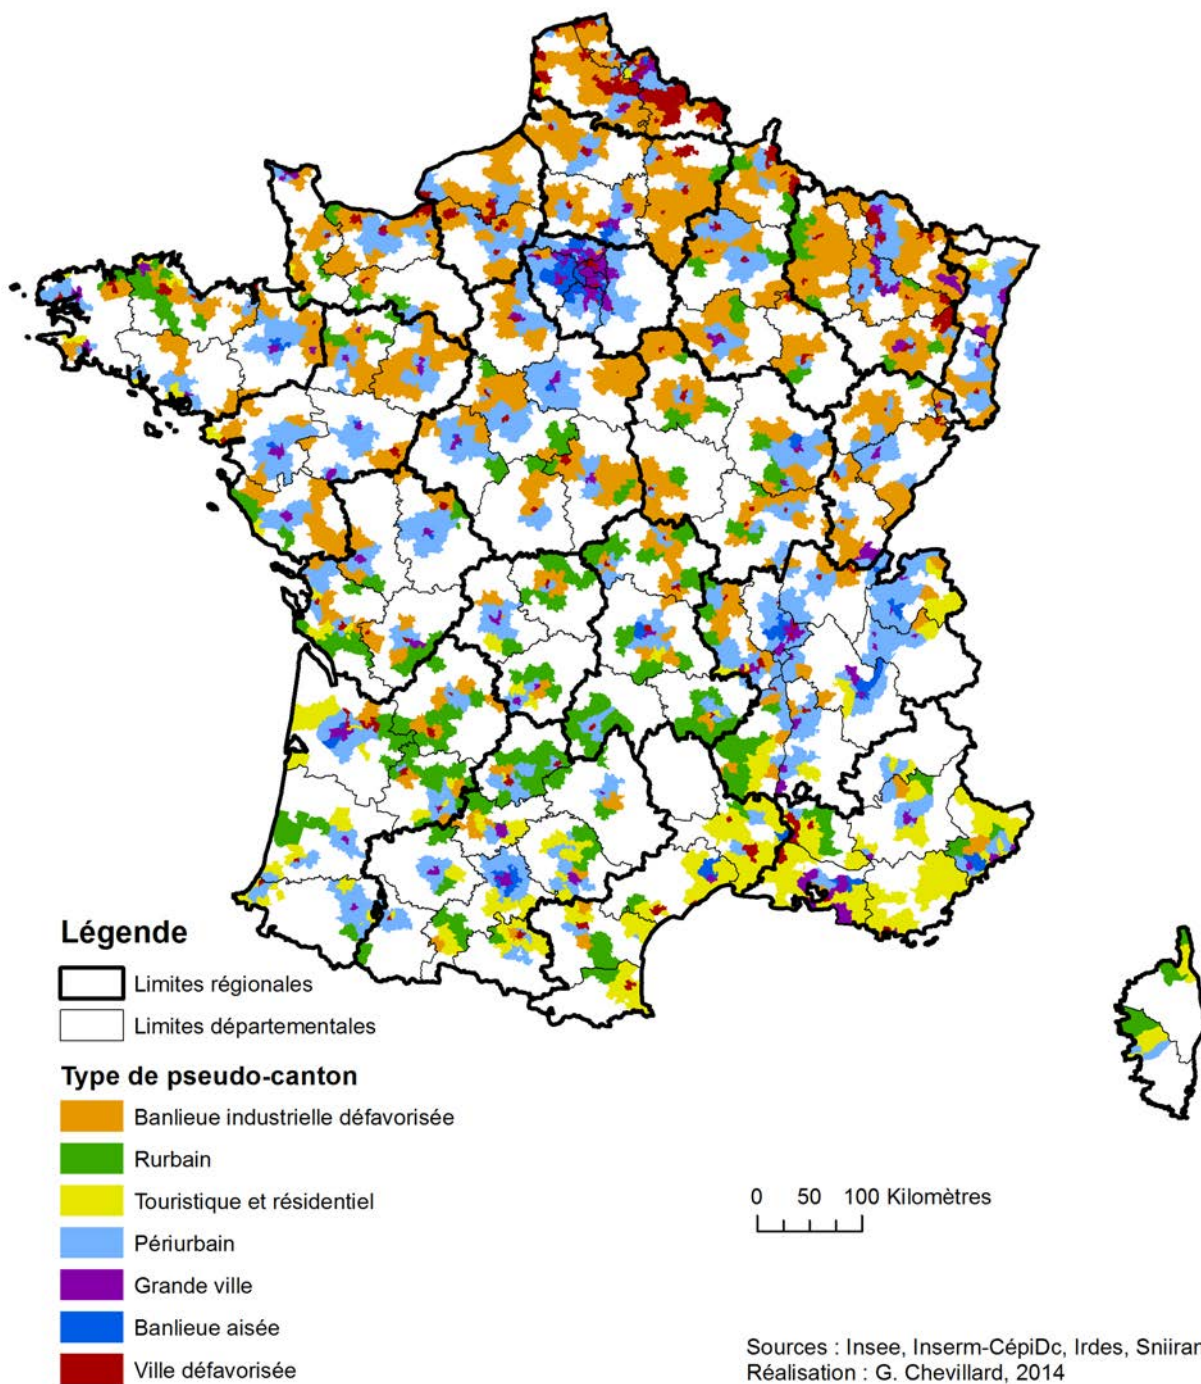 Légende
Limites régionales
Limites départementales
Type de pseudo-canton
Banlieue industrielle défavorisée
Rurbain
Touristique et résidentiel
Périurbain
Grande ville
Banlieue aisée
Ville défavorisée
0 50 100 Kilomètres
Sources : Insee, Inserm-CépiDc, Irdes, Sniiran
Réalisation : G. Chevillard, 2014